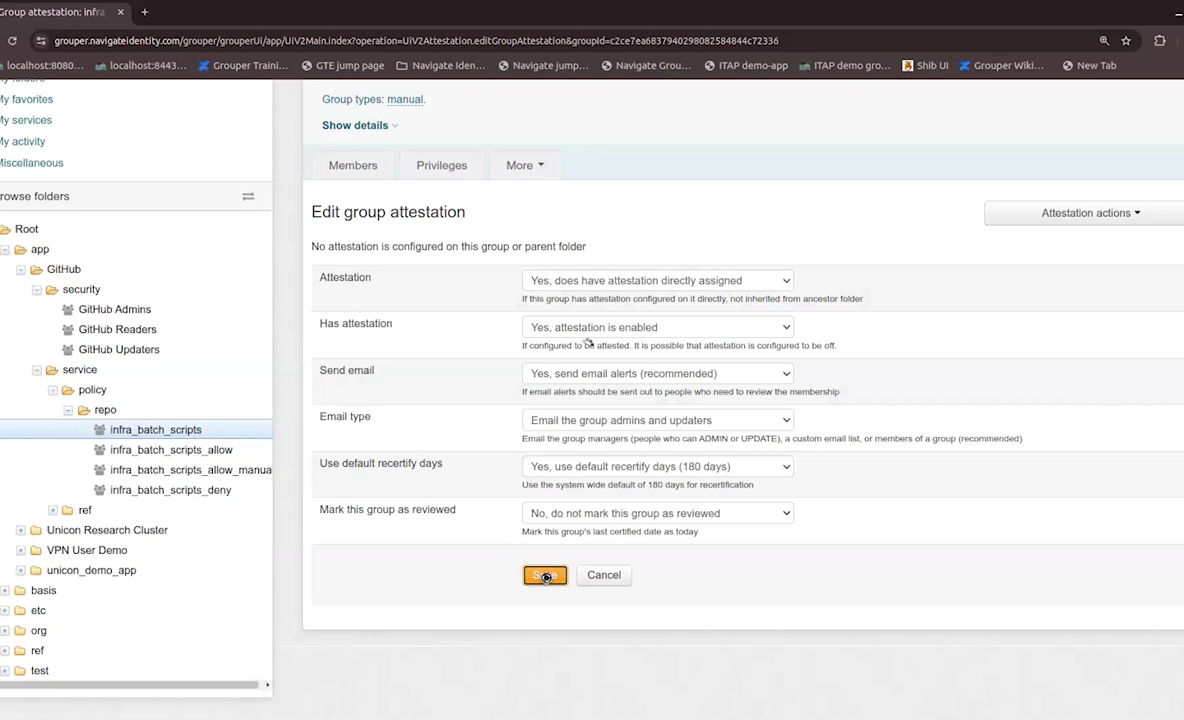 Group attestation: infra
grouper.navigateidentity.com/grouper/grouperUi/app/UiV2Main.index?operation=UiV2Attestation.editGroupAttestation&groupId=c2ce7ea6837940298082584844c72336
localhost:8080... localhost:8443... Grouper Traini... GTE jump page Navigate Iden... Navigate jump... Navigate Grou... ITAP demo-app ITAP demo gro... Shib UI Grouper Wiki... New Tab
My folders
My favorites
My services
My activity
Miscellaneous
rowse folders
Root
app
GitHub
security
GitHub Admins
GitHub Readers
GitHub Updaters
service
policy
repo
infra_batch_scripts
infra_batch_scripts_allow
infra_batch_scripts_allow_manua
infra_batch_scripts_deny
ref
Unicon Research Cluster
VPN User Demo
unicon_demo_app
basis
etc
org
ref
test
Group types: manual.
Show details
Members Privileges More
Edit group attestation
Attestation actions
No attestation is configured on this group or parent folder
Attestation Yes, does have attestation directly assigned
If this group has attestation configured on it directly, not inherited from ancestor folder
Has attestation Yes, attestation is enabled
If configured to be attested. It is possible that attestation is configured to be off.
Send email Yes, send email alerts (recommended)
If email alerts should be sent out to people who need to review the membership
Email type Email the group admins and updaters
Email the group managers (people who can ADMIN or UPDATE), a custom email list, or members of a group (recommended)
Use default recertify days Yes, use default recertify days (180 days)
Use the system wide default of 180 days for recertification
Mark this group as reviewed No, do not mark this group as reviewed
Mark this group's last certified date as today
Save Cancel